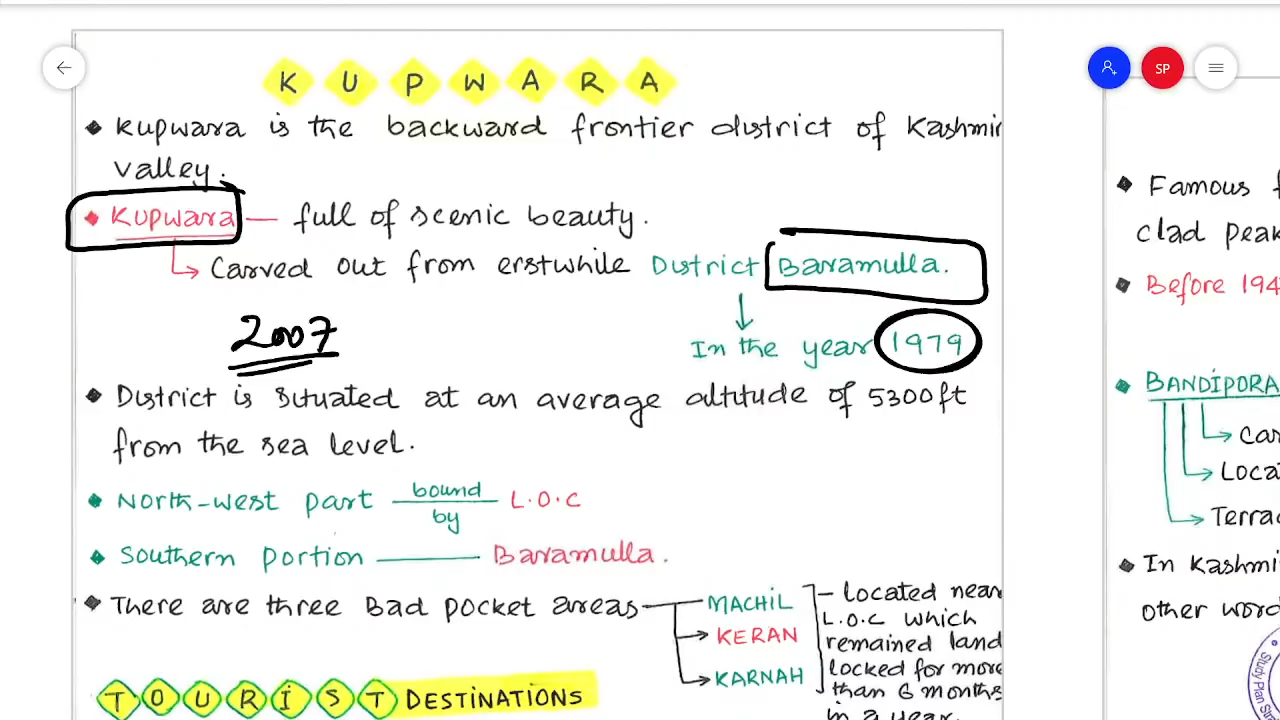 SP
KUPWARA
Kupwara is the backward frontier district of Kashmir
valley.
Kupwara — full of scenic beauty.
Carved out from erstwhile District Baramulla.
2007
In the year 1979
District is situated at an average altitude of 5300ft
from the sea level.
North-west part bound by L.O.C
Southern portion — Baramulla.
There are three Bad pocket areas
MACHIL
KERAN
KARNAH
— located near
L.O.C which
remained land
locked for more
than 6 months
in a year.
TOURIST DESTINATIONS
Famous
clad
Before
BANDIPORA
Terra
In Kashmi
other word